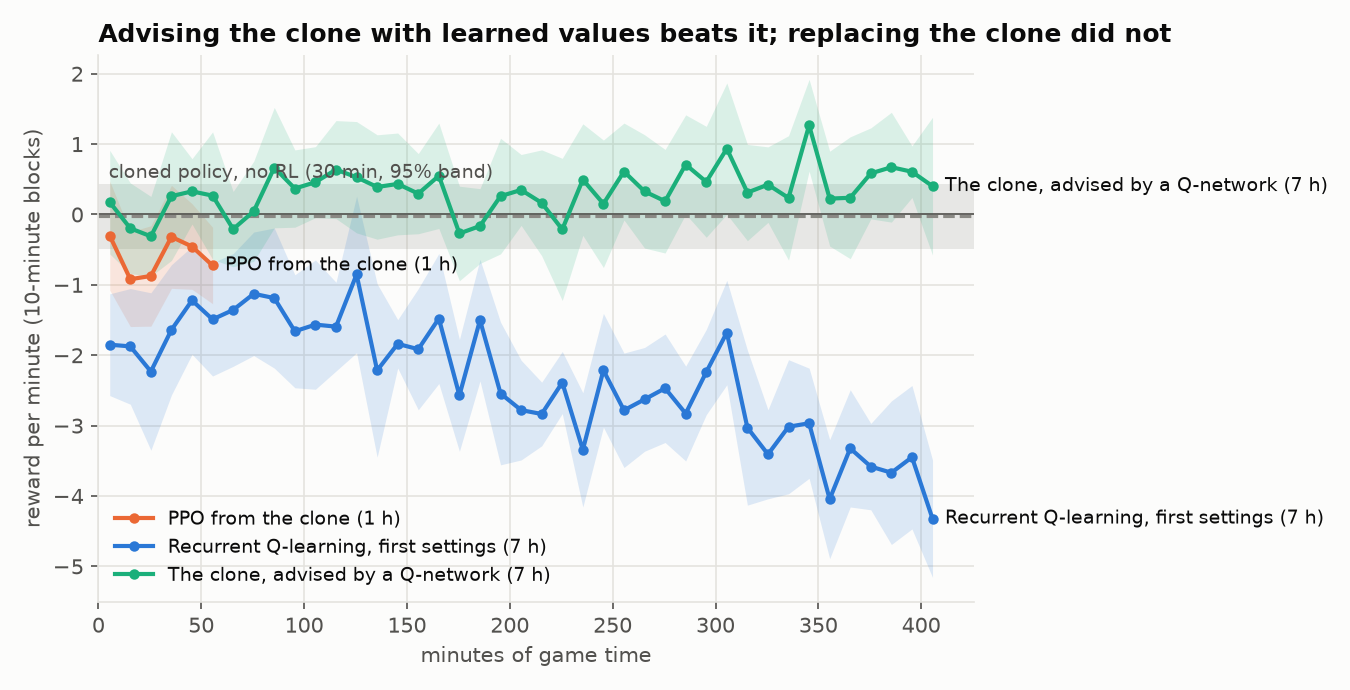 Advising the clone with learned values beats it; replacing the clone did not
reward per minute (10-minute blocks)
2
1
0
−1
−2
−3
−4
−5
cloned policy, no RL (30 min, 95% band)
The clone, advised by a Q-network (7 h)
PPO from the clone (1 h)
Recurrent Q-learning, first settings (7 h)
PPO from the clone (1 h)
Recurrent Q-learning, first settings (7 h)
The clone, advised by a Q-network (7 h)
0 50 100 150 200 250 300 350 400
minutes of game time